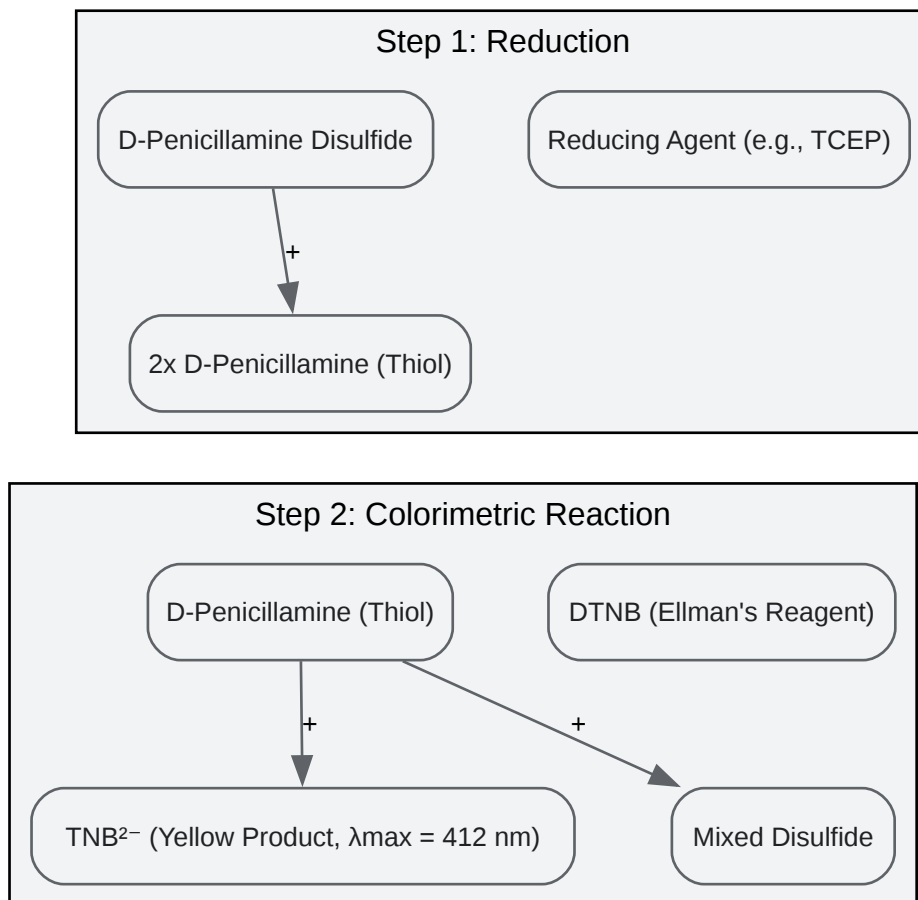 Step 1: Reduction
D-Penicillamine Disulfide
Reducing Agent (e.g., TCEP)
+
2x D-Penicillamine (Thiol)
Step 2: Colorimetric Reaction
D-Penicillamine (Thiol)
DTNB (Ellman's Reagent)
+
+
TNB²⁻ (Yellow Product, λmax = 412 nm)
Mixed Disulfide